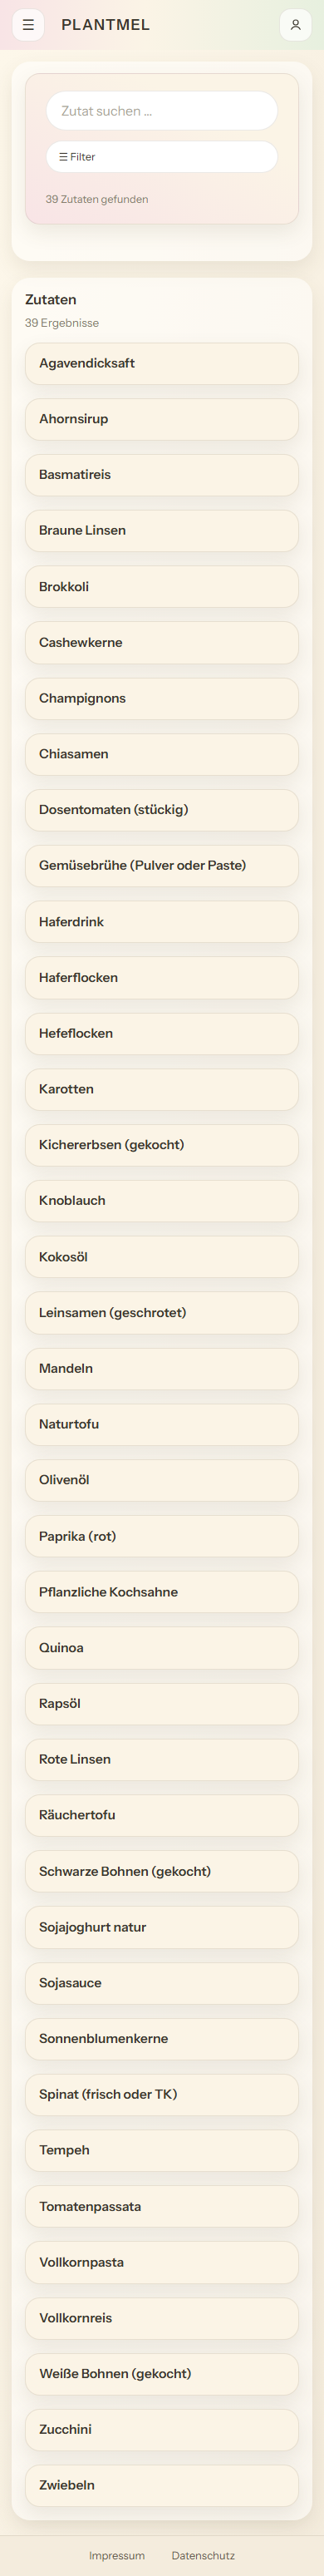 ☰ PLANTMEL
Zutat suchen ...
☰ Filter
39 Zutaten gefunden
Zutaten
39 Ergebnisse
Agavendicksaft
Ahornsirup
Basmatireis
Braune Linsen
Brokkoli
Cashewkerne
Champignons
Chiasamen
Dosentomaten (stückig)
Gemüsebrühe (Pulver oder Paste)
Haferdrink
Haferflocken
Hefeflocken
Karotten
Kichererbsen (gekocht)
Knoblauch
Kokosöl
Leinsamen (geschrotet)
Mandeln
Naturtofu
Olivenöl
Paprika (rot)
Pflanzliche Kochsahne
Quinoa
Rapsöl
Rote Linsen
Räuchertofu
Schwarze Bohnen (gekocht)
Sojajoghurt natur
Sojasauce
Sonnenblumenkerne
Spinat (frisch oder TK)
Tempeh
Tomatenpassata
Vollkornpasta
Vollkornreis
Weiße Bohnen (gekocht)
Zucchini
Zwiebeln
Impressum Datenschutz